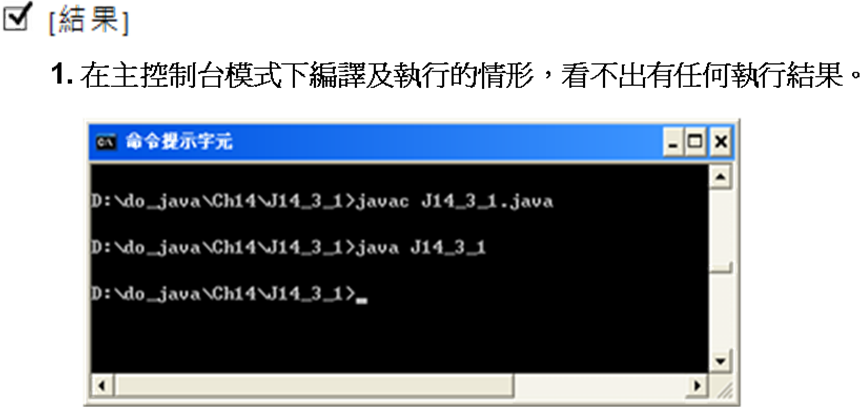 [結果]
1. 在主控制台模式下編譯及執行的情形，看不出有任何執行結果。
命令提示字元
D:\do_java\Ch14\J14_3_1>javac J14_3_1.java
D:\do_java\Ch14\J14_3_1>java J14_3_1
D:\do_java\Ch14\J14_3_1>_